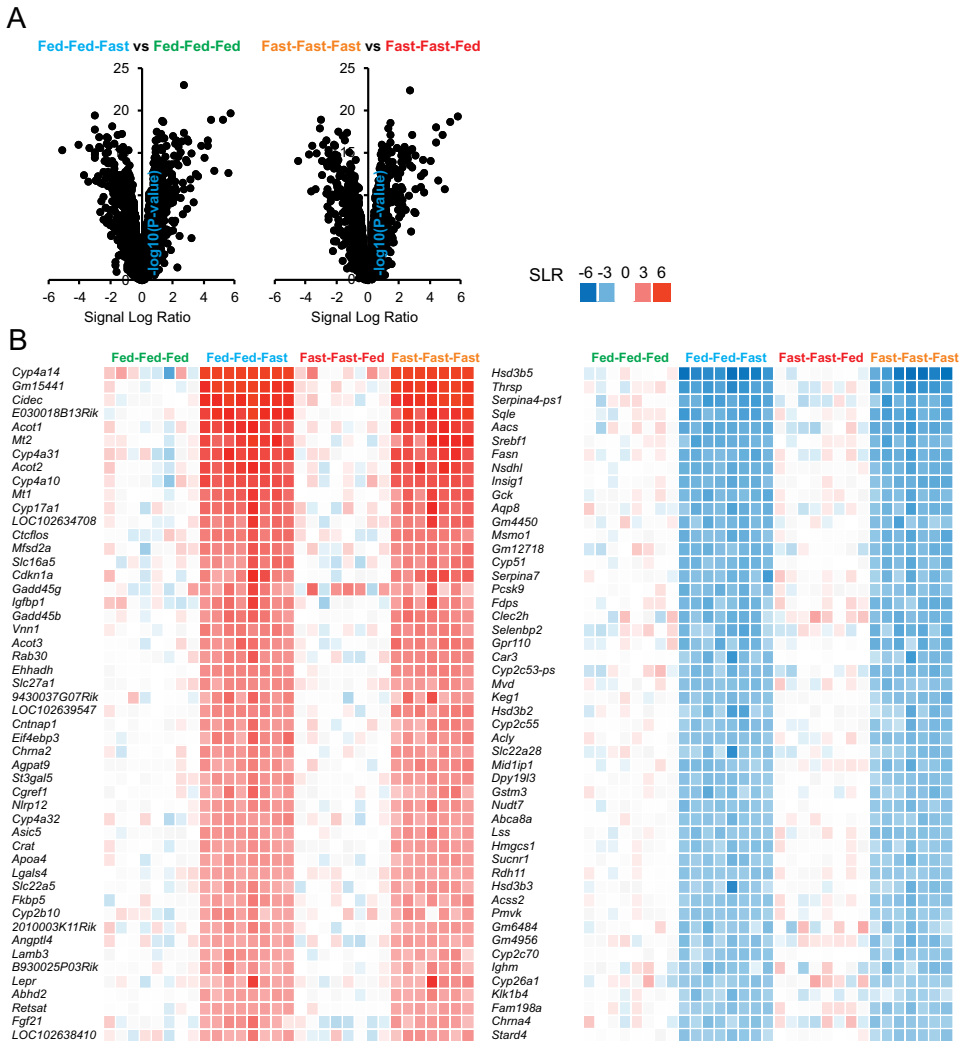 A
Fed-Fed-Fast vs Fed-Fed-Fed
Fast-Fast-Fast vs Fast-Fast-Fed
25
20
15
10
5
0
-log10(P-value)
-6 -4 -2 0 2 4 6
Signal Log Ratio
25
20
15
10
5
0
-log10(P-value)
-6 -4 -2 0 2 4 6
Signal Log Ratio
SLR -6 -3 0 3 6
B
Fed-Fed-Fed Fed-Fed-Fast Fast-Fast-Fed Fast-Fast-Fast
Cyp4a14
Gm15441
Cidec
E030018B13Rik
Acot1
Mt2
Cyp4a31
Acot2
Cyp4a10
Mt1
Cyp17a1
LOC102634708
Ctcflos
Mfsd2a
Slc16a5
Cdkn1a
Gadd45g
Igfbp1
Gadd45b
Vnn1
Acot3
Rab30
Ehhadh
Slc27a1
9430037G07Rik
LOC102639547
Cntnap1
Eif4ebp3
Chrna2
Agpat9
St3gal5
Cgref1
Nlrp12
Cyp4a32
Asic5
Crat
Apoa4
Lgals4
Slc22a5
Fkbp5
Cyp2b10
2010003K11Rik
Angptl4
Lamb3
B930025P03Rik
Lepr
Abhd2
Retsat
Fgf21
LOC102638410
Fed-Fed-Fed Fed-Fed-Fast Fast-Fast-Fed Fast-Fast-Fast
Hsd3b5
Thrsp
Serpina4-ps1
Sqle
Aacs
Srebf1
Fasn
Nsdhl
Insig1
Gck
Aqp8
Gm4450
Msmo1
Gm12718
Cyp51
Serpina7
Pcsk9
Fdps
Clec2h
Selenbp2
Gpr110
Car3
Cyp2c53-ps
Mvd
Keg1
Hsd3b2
Cyp2c55
Acly
Slc22a28
Mid1ip1
Dpy19l3
Gstm3
Nudt7
Abca8a
Lss
Hmgcs1
Sucnr1
Rdh11
Hsd3b3
Acss2
Pmvk
Gm6484
Gm4956
Cyp2c70
Ighm
Cyp26a1
Klk1b4
Fam198a
Chrna4
Stard4